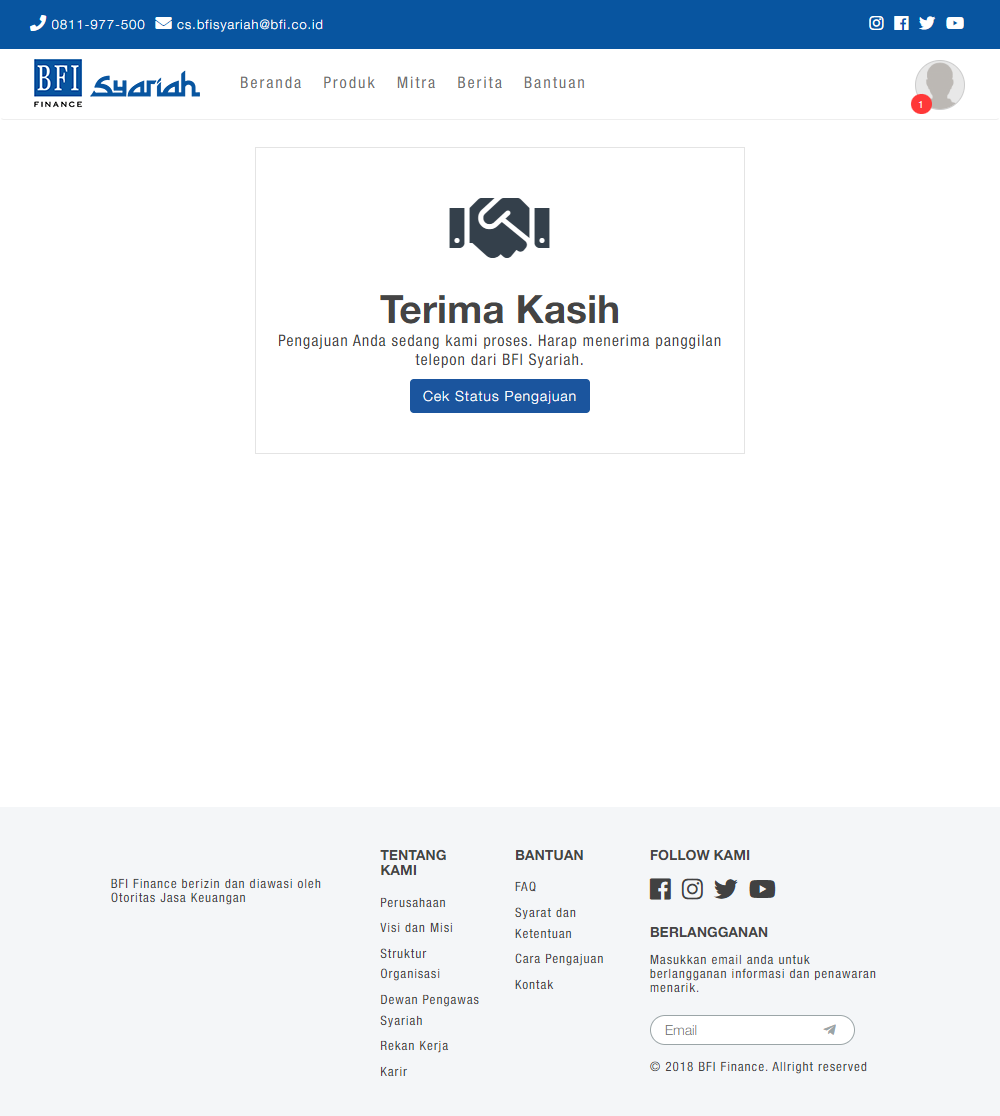 0811-977-500 cs.bfisyariah@bfi.co.id
BFI
FINANCE
Syariah
Beranda Produk Mitra Berita Bantuan
1
Terima Kasih
Pengajuan Anda sedang kami proses. Harap menerima panggilan
telepon dari BFI Syariah.
Cek Status Pengajuan
BFI Finance berizin dan diawasi oleh
Otoritas Jasa Keuangan
TENTANG
KAMI
Perusahaan
Visi dan Misi
Struktur
Organisasi
Dewan Pengawas
Syariah
Rekan Kerja
Karir
BANTUAN
FAQ
Syarat dan
Ketentuan
Cara Pengajuan
Kontak
FOLLOW KAMI
BERLANGGANAN
Masukkan email anda untuk
berlangganan informasi dan penawaran
menarik.
Email
© 2018 BFI Finance. Allright reserved